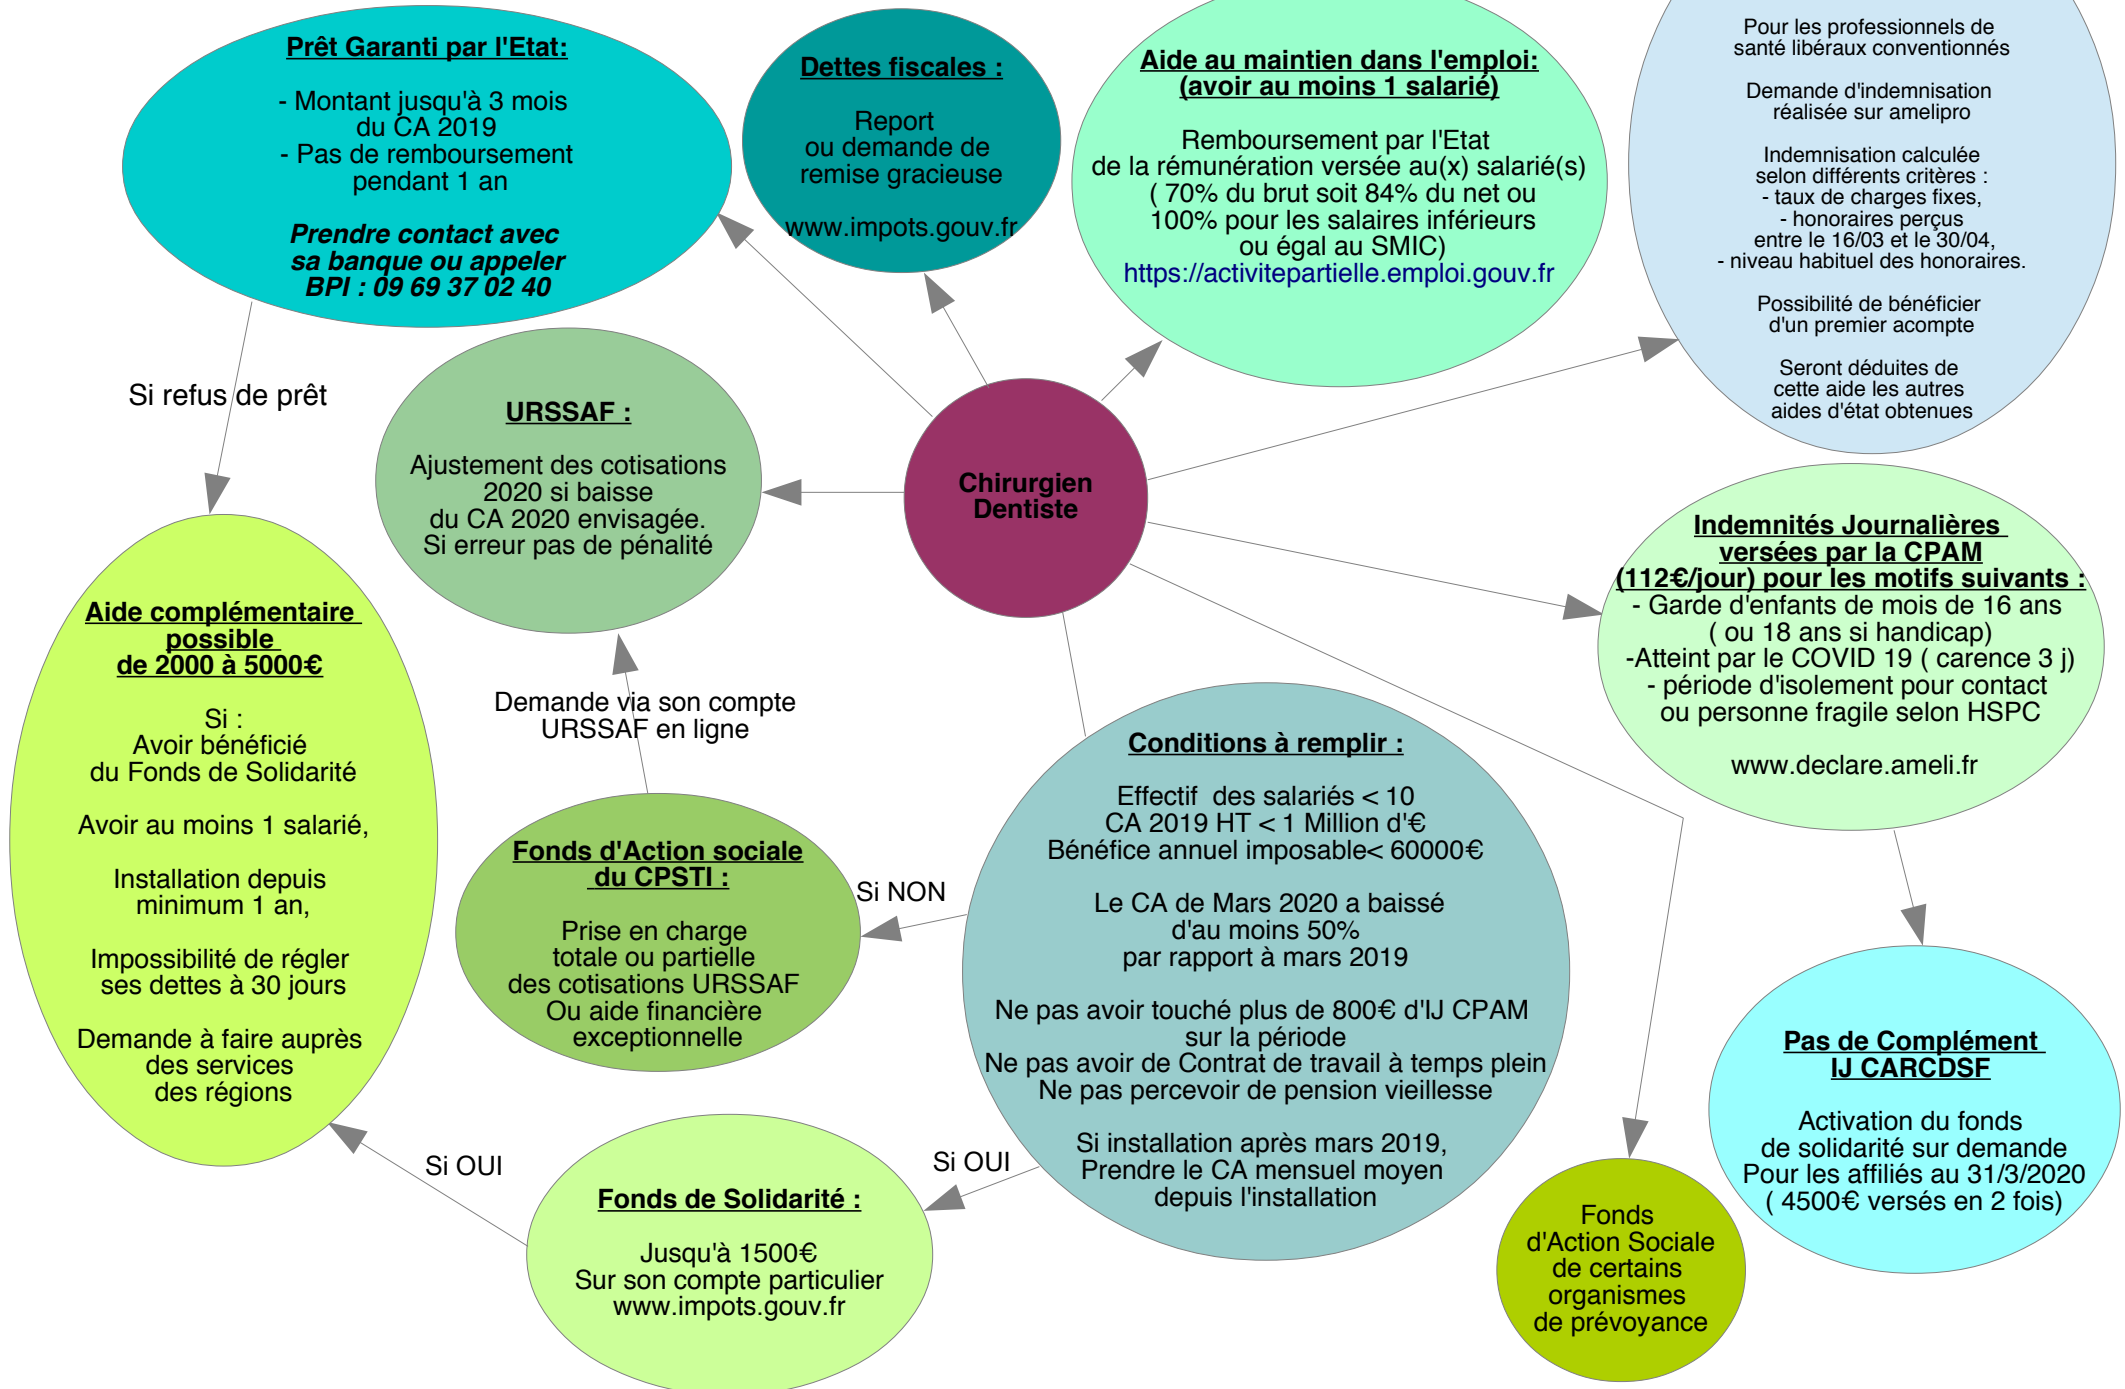 Prêt Garanti par l'Etat:
- Montant jusqu'à 3 mois
du CA 2019
- Pas de remboursement
pendant 1 an
Prendre contact avec
sa banque ou appeler
BPI : 09 69 37 02 40
Dettes fiscales :
Report
ou demande de
remise gracieuse
www.impots.gouv.fr
Aide au maintien dans l'emploi:
(avoir au moins 1 salarié)
Remboursement par l'Etat
de la rémunération versée au(x) salarié(s)
( 70% du brut soit 84% du net ou
100% pour les salaires inférieurs
ou égal au SMIC)
https://activitepartielle.emploi.gouv.fr
Pour les professionnels de
santé libéraux conventionnés
Demande d'indemnisation
réalisée sur amelipro
Indemnisation calculée
selon différents critères :
- taux de charges fixes,
- honoraires perçus
entre le 16/03 et le 30/04,
- niveau habituel des honoraires.
Possibilité de bénéficier
d'un premier acompte
Seront déduites de
cette aide les autres
aides d'état obtenues
Si refus de prêt
URSSAF :
Ajustement des cotisations
2020 si baisse
du CA 2020 envisagée.
Si erreur pas de pénalité
Chirurgien
Dentiste
Indemnités Journalières
versées par la CPAM
(112€/jour) pour les motifs suivants :
- Garde d'enfants de mois de 16 ans
( ou 18 ans si handicap)
-Atteint par le COVID 19 ( carence 3 j)
- période d'isolement pour contact
ou personne fragile selon HSPC
www.declare.ameli.fr
Aide complémentaire
possible
de 2000 à 5000€
Si :
Avoir bénéficié
du Fonds de Solidarité
Avoir au moins 1 salarié,
Installation depuis
minimum 1 an,
Impossibilité de régler
ses dettes à 30 jours
Demande à faire auprès
des services
des régions
Demande via son compte
URSSAF en ligne
Fonds d'Action sociale
du CPSTI :
Prise en charge
totale ou partielle
des cotisations URSSAF
Ou aide financière
exceptionnelle
Si NON
Conditions à remplir :
Effectif des salariés < 10
CA 2019 HT < 1 Million d'€
Bénéfice annuel imposable< 60000€
Le CA de Mars 2020 a baissé
d'au moins 50%
par rapport à mars 2019
Ne pas avoir touché plus de 800€ d'IJ CPAM
sur la période
Ne pas avoir de Contrat de travail à temps plein
Ne pas percevoir de pension vieillesse
Si installation après mars 2019,
Prendre le CA mensuel moyen
depuis l'installation
Si OUI
Si OUI
Fonds de Solidarité :
Jusqu'à 1500€
Sur son compte particulier
www.impots.gouv.fr
Fonds
d'Action Sociale
de certains
organismes
de prévoyance
Pas de Complément
IJ CARCDSF
Activation du fonds
de solidarité sur demande
Pour les affiliés au 31/3/2020
( 4500€ versés en 2 fois)